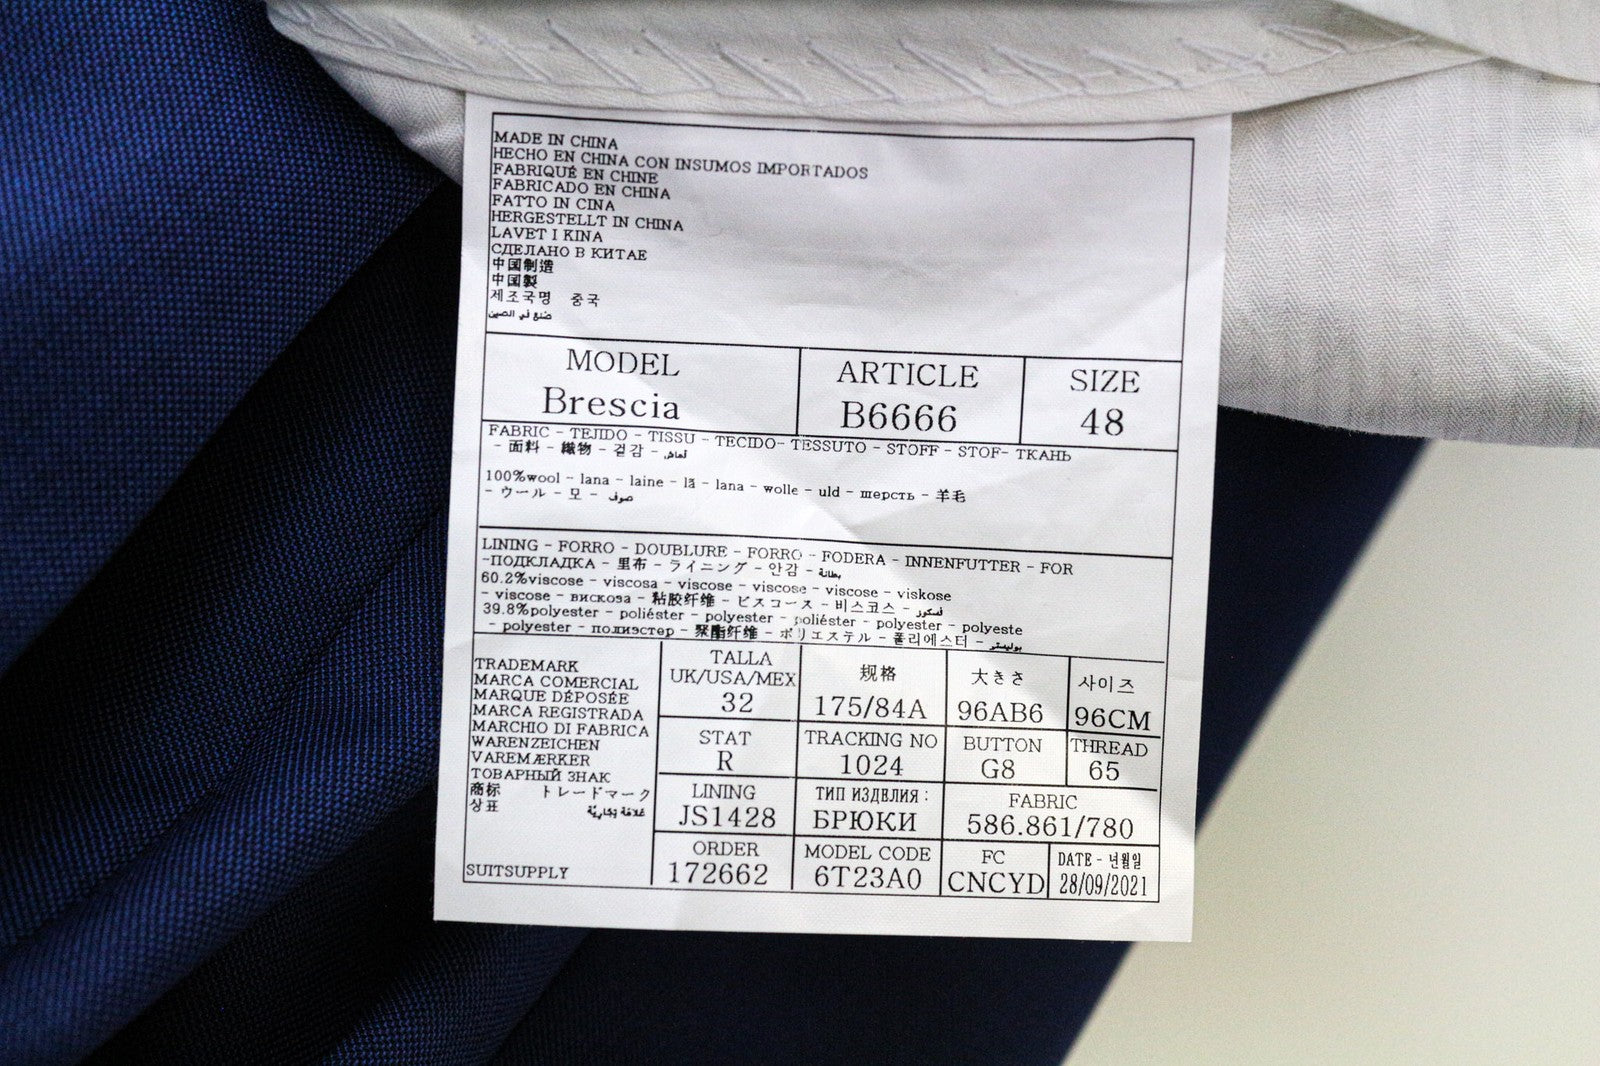 MADE IN CHINA
HECHO EN CHINA CON INSUMOS IMPORTADOS
FABRIQUÉ EN CHINE
FABRICADO EN CHINA
FATTO IN CINA
HERGESTELLT IN CHINA
LAVET I KINA
СДЕЛАНО В КИТАЕ
中国制造
中国製
제조국명 중국
صنع في الصين
MODEL
Brescia
ARTICLE
B6666
SIZE
48
FABRIC - TEJIDO - TISSU - TECIDO- TESSUTO - STOFF - STOF- ТКАНЬ
- 面料 - 織物 - 겉감 - قماش
100%wool - lana - laine - lã - lana - wolle - uld - шерсть - 羊毛
- ウール - 모 - صوف
LINING - FORRO - DOUBLURE - FORRO - FODERA - INNENFUTTER - FOR
-ПОДКЛАДКА - 里布 - ライニング - 안감 - بطانة
60.2%viscose - viscosa - viscose - viscose - viscose - viskose
- viscose - вискоза - 粘胶纤维 - ビスコース - 비스코스 - فسكوز
39.8%polyester - poliéster - polyester - poliéster - polyester - polyeste
- polyester - полиэстер - 聚酯纤维 - ポリエステル - 폴리에스터 - بوليستر
TRADEMARK
MARCA COMERCIAL
MARQUE DÉPOSÉE
MARCA REGISTRADA
MARCHIO DI FABRICA
WARENZEICHEN
VAREMÆRKER
ТОВАРНЫЙ ЗНАК
商标 トレードマーク
상표 علامة تجارية
SUITSUPPLY
TALLA
UK/USA/MEX
32
规格
175/84A
大きさ
96AB6
사이즈
96CM
STAT
R
TRACKING NO
1024
BUTTON
G8
THREAD
65
LINING
JS1428
ТИП ИЗДЕЛИЯ:
БРЮКИ
FABRIC
586.861/780
ORDER
172662
MODEL CODE
6T23A0
FC
CNCYD
DATE - 년월일
28/09/2021